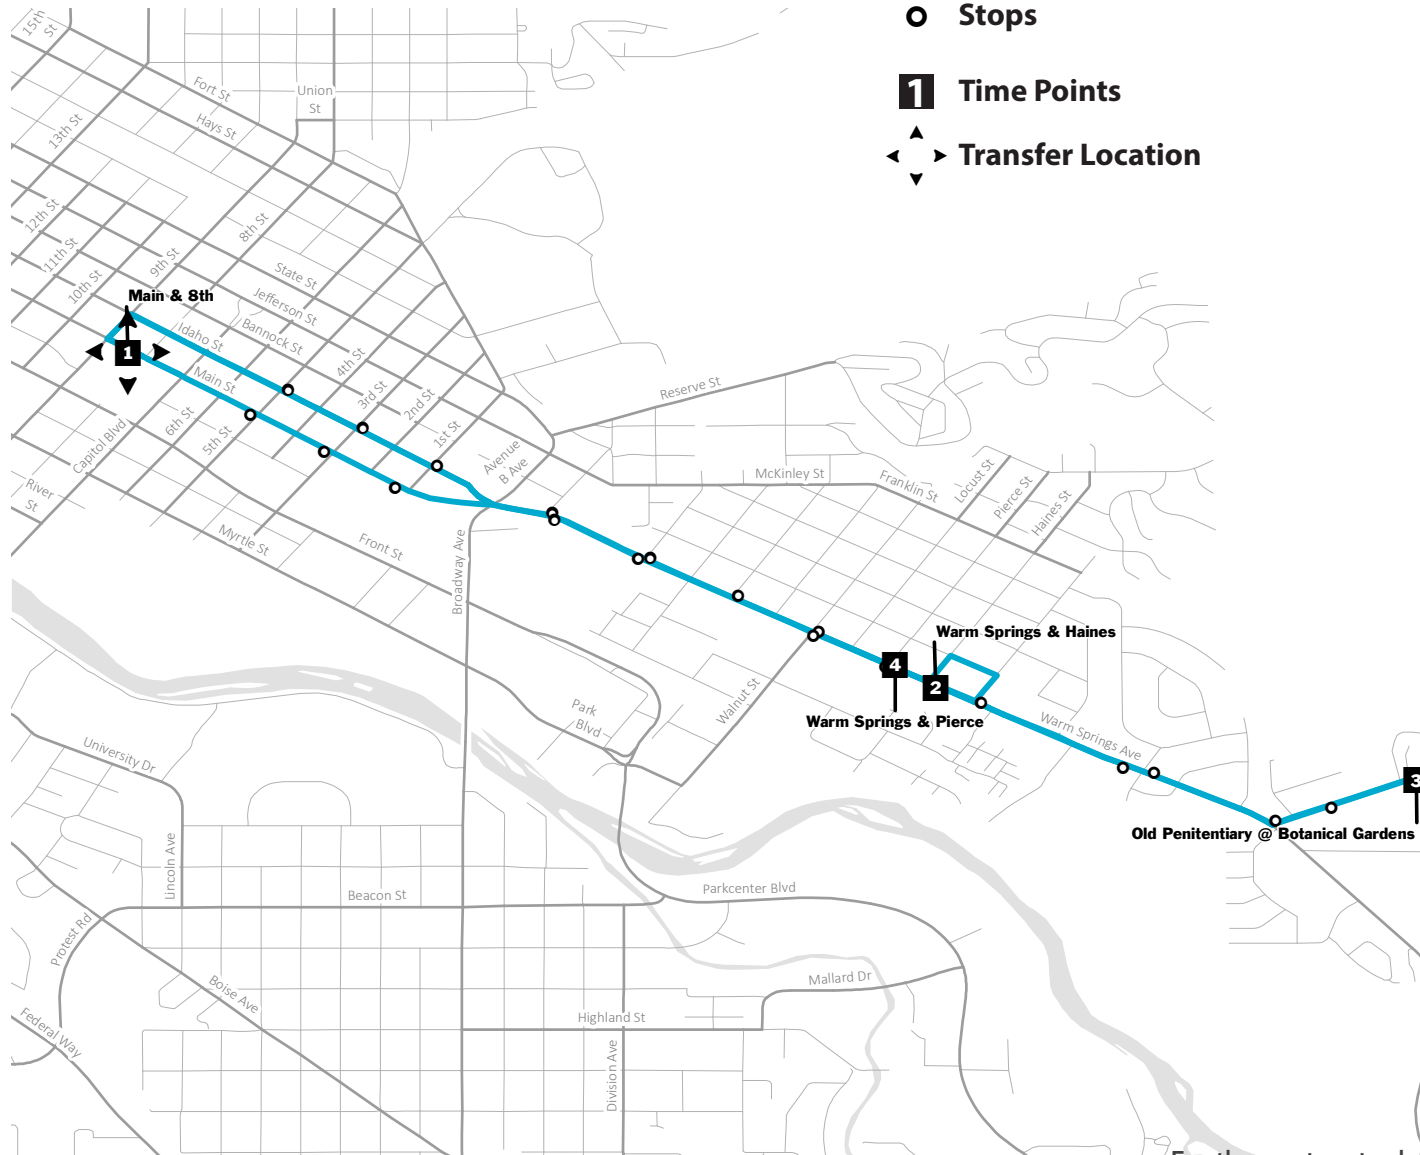 Stops
1 Time Points
Transfer Location
15th
St
Fort St
Union
St
Hays St
13th St
12th St
8th St
11th St
9th St
State St
10th St
Jefferson St
Main & 8th
Idaho St
Bannock St
1
4th St
Main St
3rd St
2nd St
Reserve St
6th St
5th St
1st St
Capitol Blvd
Avenue
B Ave
McKinley St
Franklin St
Locust St
Pierce St
Haines St
River
St
Myrtle St
Front St
Broadway Ave
Warm Springs & Haines
4
2
Walnut St
Warm Springs & Pierce
Park
Blvd
Warm Springs Ave
University Dr
3
Old Penitentiary @ Botanical Gardens
Lincoln Ave
Beacon St
Parkcenter Blvd
Protest Rd
Mallard Dr
Boise Ave
Highland St
Federal Way
Division Ave